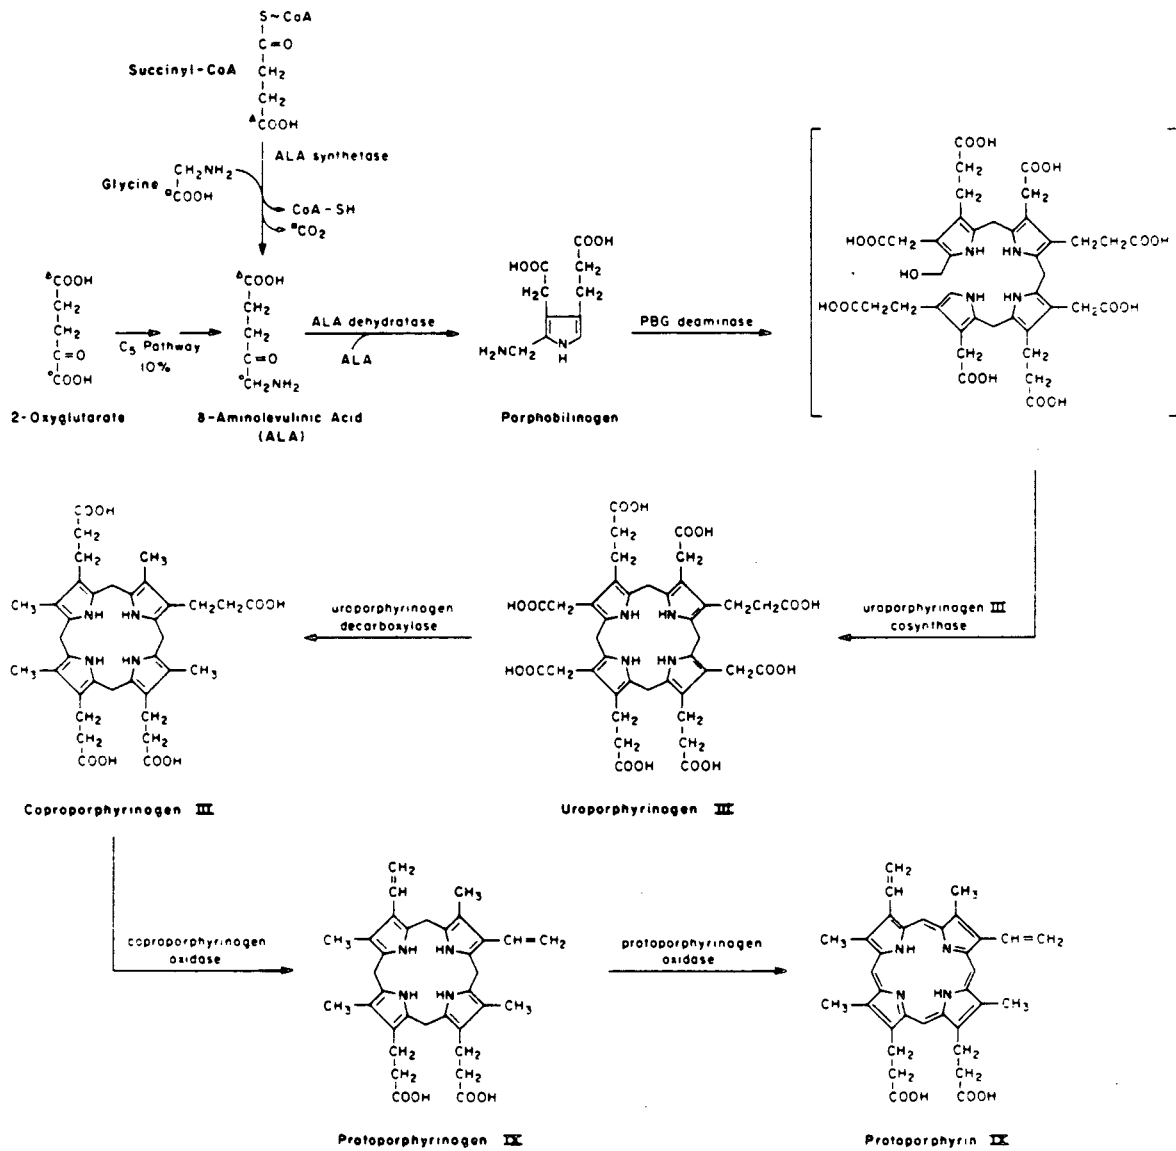 S~CoA
C=O
Succinyl-CoA
CH2
CH2
▲COOH
ALA synthetase
CH2NH2
Glycine
COOH
CoA-SH
■CO2
COOH
CH2
CH2
C=O
COOH
C5 Pathway
10%
2-Oxyglutarate
COOH
CH2
CH2
C=O
CH2NH2
δ-Aminolevulinic Acid
(ALA)
ALA dehydratase
ALA
COOH
HOOC
CH2
H2C
CH2
H2NCH2
N
H
Porphobilinogen
PBG deaminase
COOH
CH2
COOH
CH2
CH2
HOOCCH2
NH
HN
CH2CH2COOH
HO
HOOCCH2CH2
NH
HN
CH2COOH
CH2
CH2
COOH
CH2
COOH
uroporphyrinogen III
cosynthase
COOH
CH2
COOH
CH2
CH2
HOOCCH2
NH
HN
CH2CH2COOH
HOOCCH2
NH
HN
CH2COOH
CH2
CH2
CH2
CH2
COOH
COOH
Uroporphyrinogen III
uroporphyrinogen
decarboxylase
COOH
CH2
CH2
CH3
CH3
NH
HN
CH2CH2COOH
CH3
NH
HN
CH3
CH2
CH2
CH2
CH2
COOH
COOH
Coproporphyrinogen III
coproporphyrinogen
oxidase
CH2
CH
CH3
CH3
NH
HN
CH=CH2
CH3
NH
HN
CH3
CH2
CH2
CH2
CH2
COOH
COOH
Protoporphyrinogen IX
protoporphyrinogen
oxidase
CH2
CH
CH3
CH3
NH
N
CH=CH2
CH3
N
HN
CH3
CH2
CH2
CH2
CH2
COOH
COOH
Protoporphyrin IX